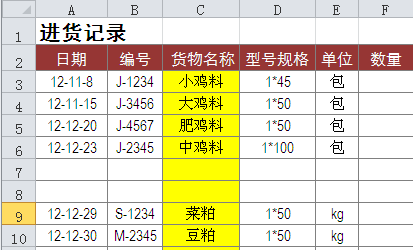 A B C D E F
1 进货记录
2 日期 编号 货物名称 型号规格 单位 数量
3 12-11-8 J-1234 小鸡料 1*45 包
4 12-11-15 J-3456 大鸡料 1*50 包
5 12-12-20 J-4567 肥鸡料 1*50 包
6 12-12-23 J-2345 中鸡料 1*100 包
7
8
9 12-12-29 S-1234 菜粕 1*50 kg
10 12-12-30 M-2345 豆粕 1*50 kg